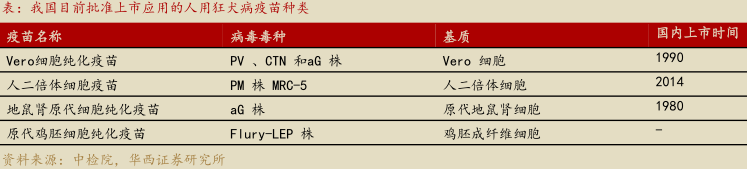 表：我国目前批准上市应用的人用狂犬病疫苗种类
疫苗名称 病毒毒种 基质 国内上市时间
Vero细胞纯化疫苗 PV 、CTN 和aG 株 Vero 细胞 1990
人二倍体细胞疫苗 PM 株 MRC-5 人二倍体细胞 2014
地鼠肾原代细胞纯化疫苗 aG 株 原代地鼠肾细胞 1980
原代鸡胚细胞纯化疫苗 Flury-LEP 株 鸡胚成纤维细胞 -
资料来源：中检院，华西证券研究所